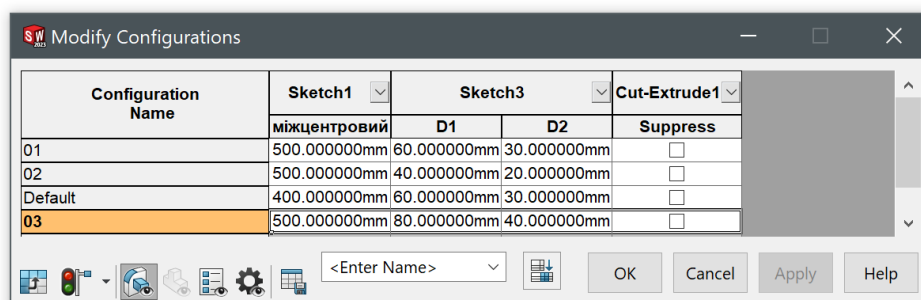 SW 2023 Modify Configurations
Configuration Name Sketch1 Sketch3 Cut-Extrude1
міжцентровий D1 D2 Suppress
01 500.000000mm 60.000000mm 30.000000mm
02 500.000000mm 40.000000mm 20.000000mm
Default 400.000000mm 60.000000mm 30.000000mm
03 500.000000mm 80.000000mm 40.000000mm
<Enter Name> OK Cancel Apply Help